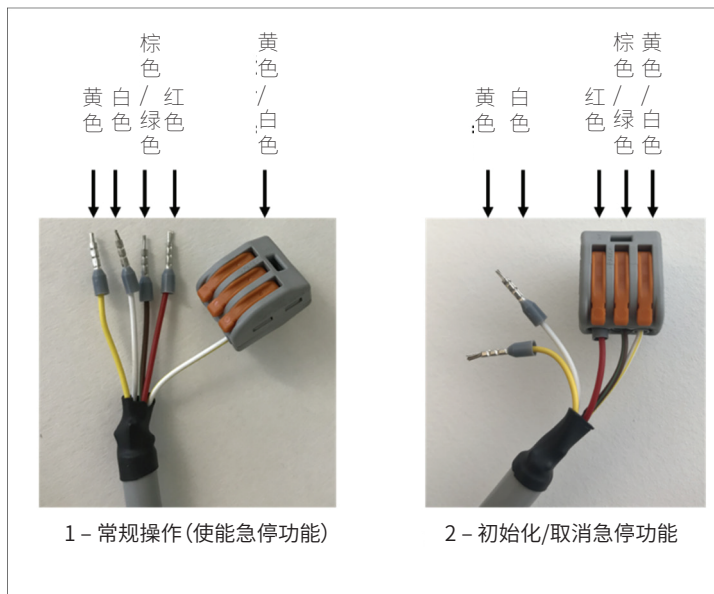 黄色
白色
棕色/绿色
红色
黄色/白色
黄色
白色
红色
棕色/绿色
黄色/白色
1 – 常规操作(使能急停功能)
2 – 初始化/取消急停功能